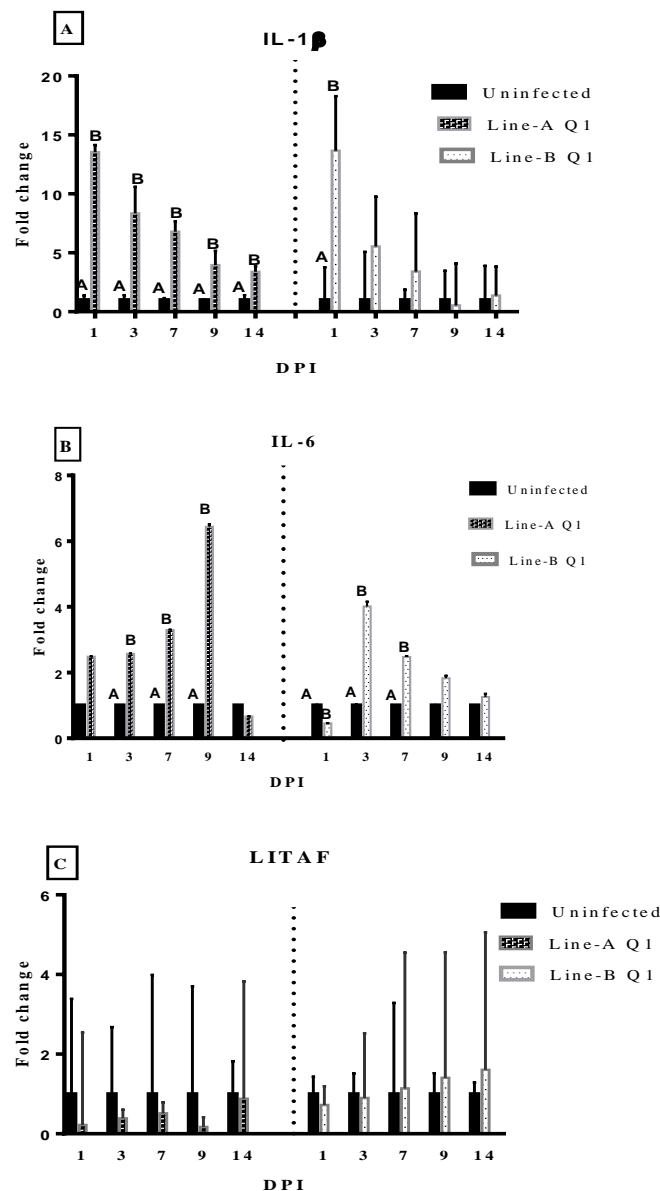 A
IL-1β
Uninfected
Line-A Q1
Line-B Q1
Fold change
20
15
10
5
0
B B B B B B
A A A A A A
1 3 7 9 14 1 3 7 9 14
DPI
B
IL-6
Uninfected
Line-A Q1
Line-B Q1
Fold change
8
6
4
2
0
B B B B B B
A A A A A A
1 3 7 9 14 1 3 7 9 14
DPI
C
LITAF
Uninfected
Line-A Q1
Line-B Q1
Fold change
6
4
2
0
1 3 7 9 14 1 3 7 9 14
DPI